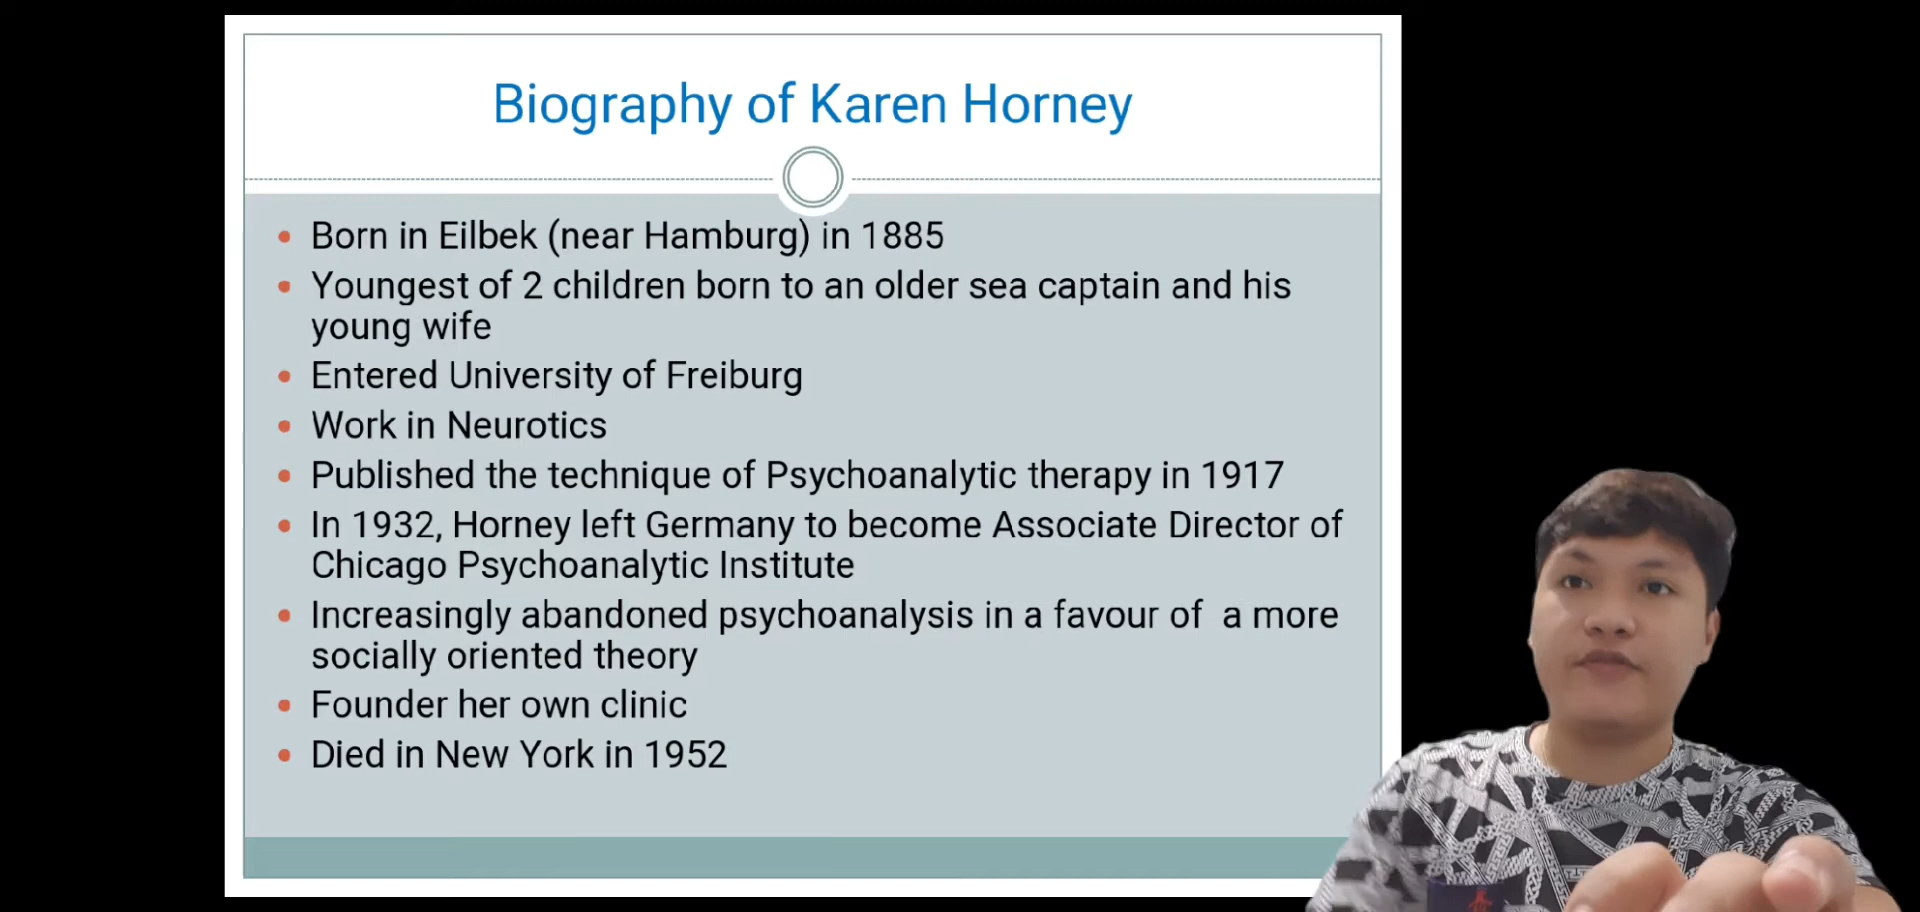 Biography of Karen Horney
• Born in Eilbek (near Hamburg) in 1885
• Youngest of 2 children born to an older sea captain and his
young wife
• Entered University of Freiburg
• Work in Neurotics
• Published the technique of Psychoanalytic therapy in 1917
• In 1932, Horney left Germany to become Associate Director of
Chicago Psychoanalytic Institute
• Increasingly abandoned psychoanalysis in a favour of  a more
socially oriented theory
• Founder her own clinic
• Died in New York in 1952